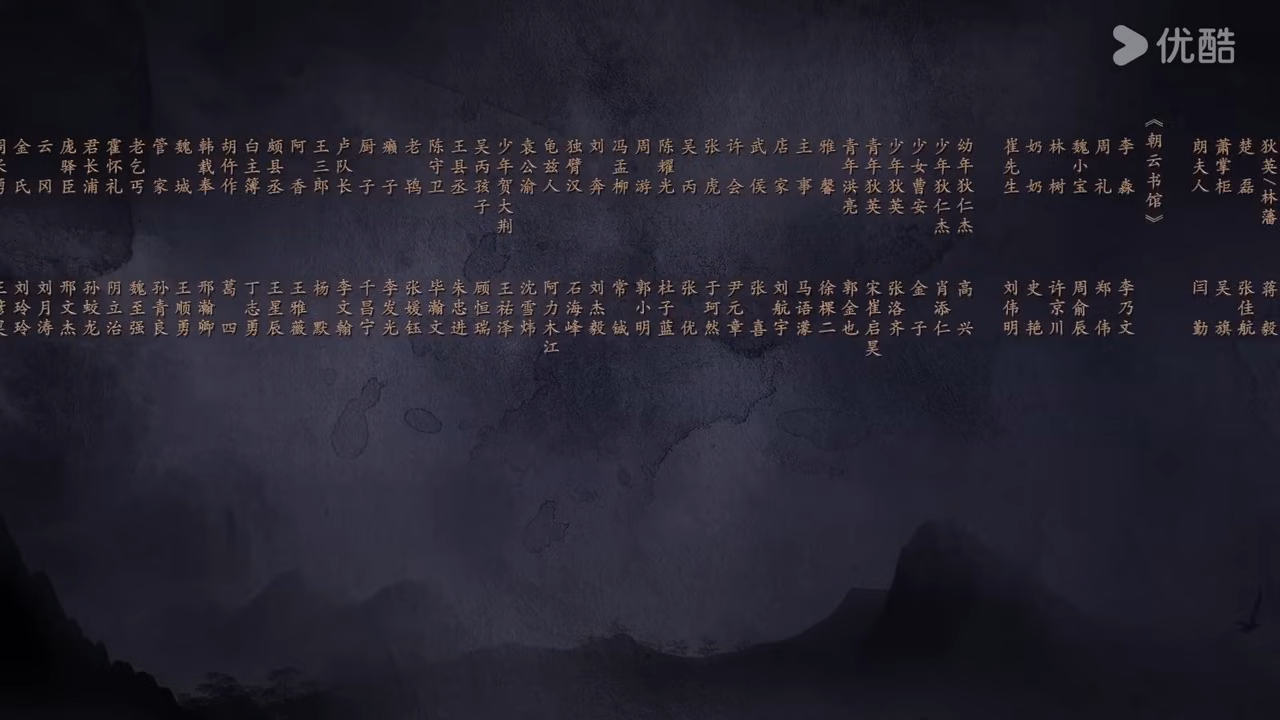 优酷
狄英（林藩
楚磊
萧掌柜
朗夫人
《朝云书馆》
李淼
周礼
魏小宝
林树
奶奶
崔先生
幼年狄仁杰
少年狄仁杰
少女曹安
少年狄英
青年狄英
青年洪亮
雅馨
主事
店家
武侯
许会
张虎
吴丙
陈耀光
周游
冯孟柳
刘奔
独臂汉
龟兹人
袁公渝
少年贺大荆
吴丙孩子
王县丞
陈守卫
老鸨
癞子
厨子
卢队长
王三郎
阿香
颇县丞
白主簿
胡仵作
韩载奉
魏城
管家
老乞丐
霍怀礼
君长浦
庞驿臣
云冈
金氏
蒋毅
张佳航
吴旗
闫勤
李乃文
郑伟
周俞辰
许京川
史艳
刘伟明
高兴
肖添仁
金子
张洛齐
宋崔启昊
郭金也
徐棵二
马语濛
刘航宇
张喜
尹元章
于珂然
张优
杜子蓝
郭小明
常铖
刘杰毅
石海峰
阿力木江
沈雪炜
王祐泽
顾恒瑞
朱忠进
毕瀚文
张媛钰
李发光
千昌宁
李文翰
杨默
王雅薇
王星辰
丁志勇
葛四
邢瀚卿
王顺勇
孙青良
魏至强
阴立治
孙蛟龙
邢文杰
刘月涛
刘玲玲